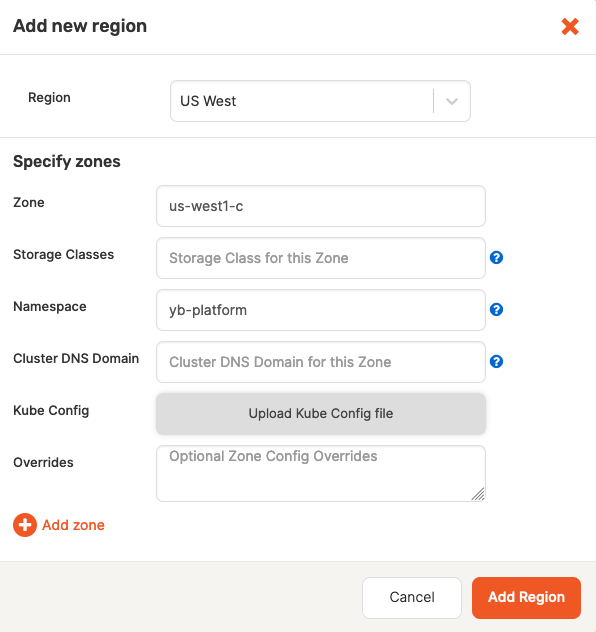 Add new region
Region
US West
Specify zones
Zone
us-west1-c
Storage Classes
Storage Class for this Zone
Namespace
yb-platform
Cluster DNS Domain
Cluster DNS Domain for this Zone
Kube Config
Upload Kube Config file
Overrides
Optional Zone Config Overrides
Add zone
Cancel
Add Region